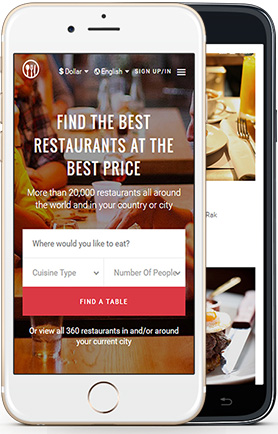 $ Dollar English SIGN UP/IN
FIND THE BEST
RESTAURANTS AT THE
BEST PRICE
More than 20,000 restaurants all around
the world and in your country or city
Where would you like to eat?
Cuisine Type Number Of People
FIND A TABLE
Or view all 360 restaurants in and/or around
your current city
Rak